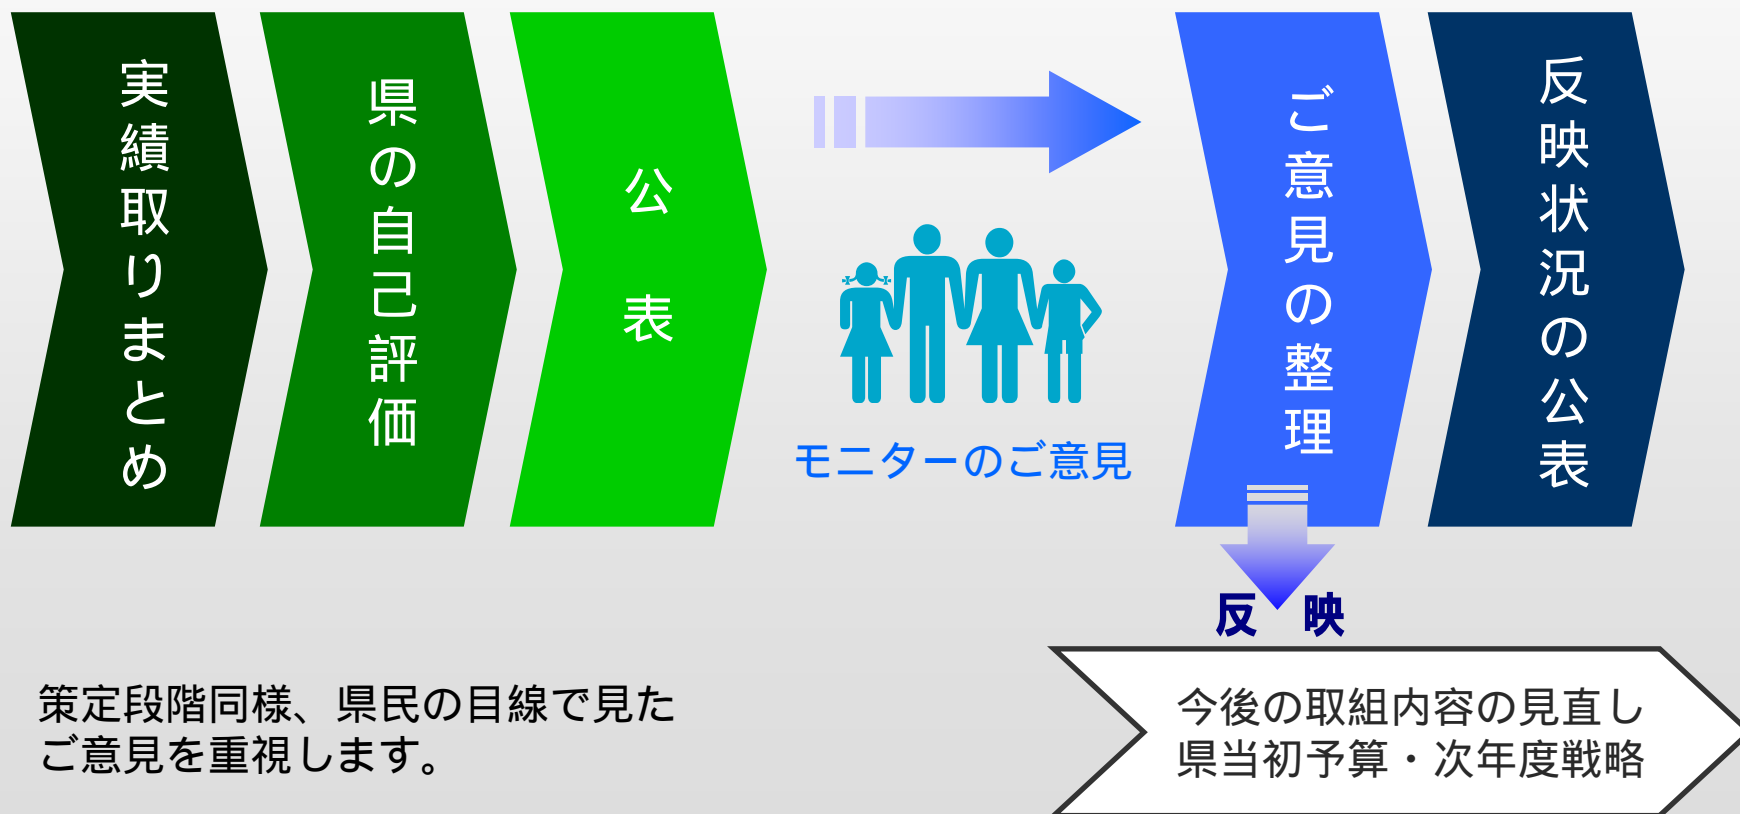 実績取りまとめ
県の自己評価
公表
モニターのご意見
ご意見の整理
反映状況の公表
反映
策定段階同様、県民の目線で見た
ご意見を重視します。
今後の取組内容の見直し
県当初予算・次年度戦略